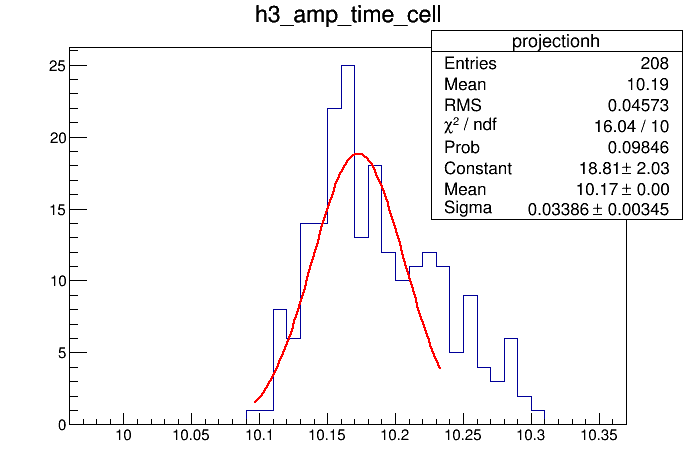 h3_amp_time_cell
projectionh
Entries 208
Mean 10.19
RMS 0.04573
χ² / ndf 16.04 / 10
Prob 0.09846
Constant 18.81± 2.03
Mean 10.17± 0.00
Sigma 0.03386± 0.00345
25
20
15
10
5
0
10 10.05 10.1 10.15 10.2 10.25 10.3 10.35